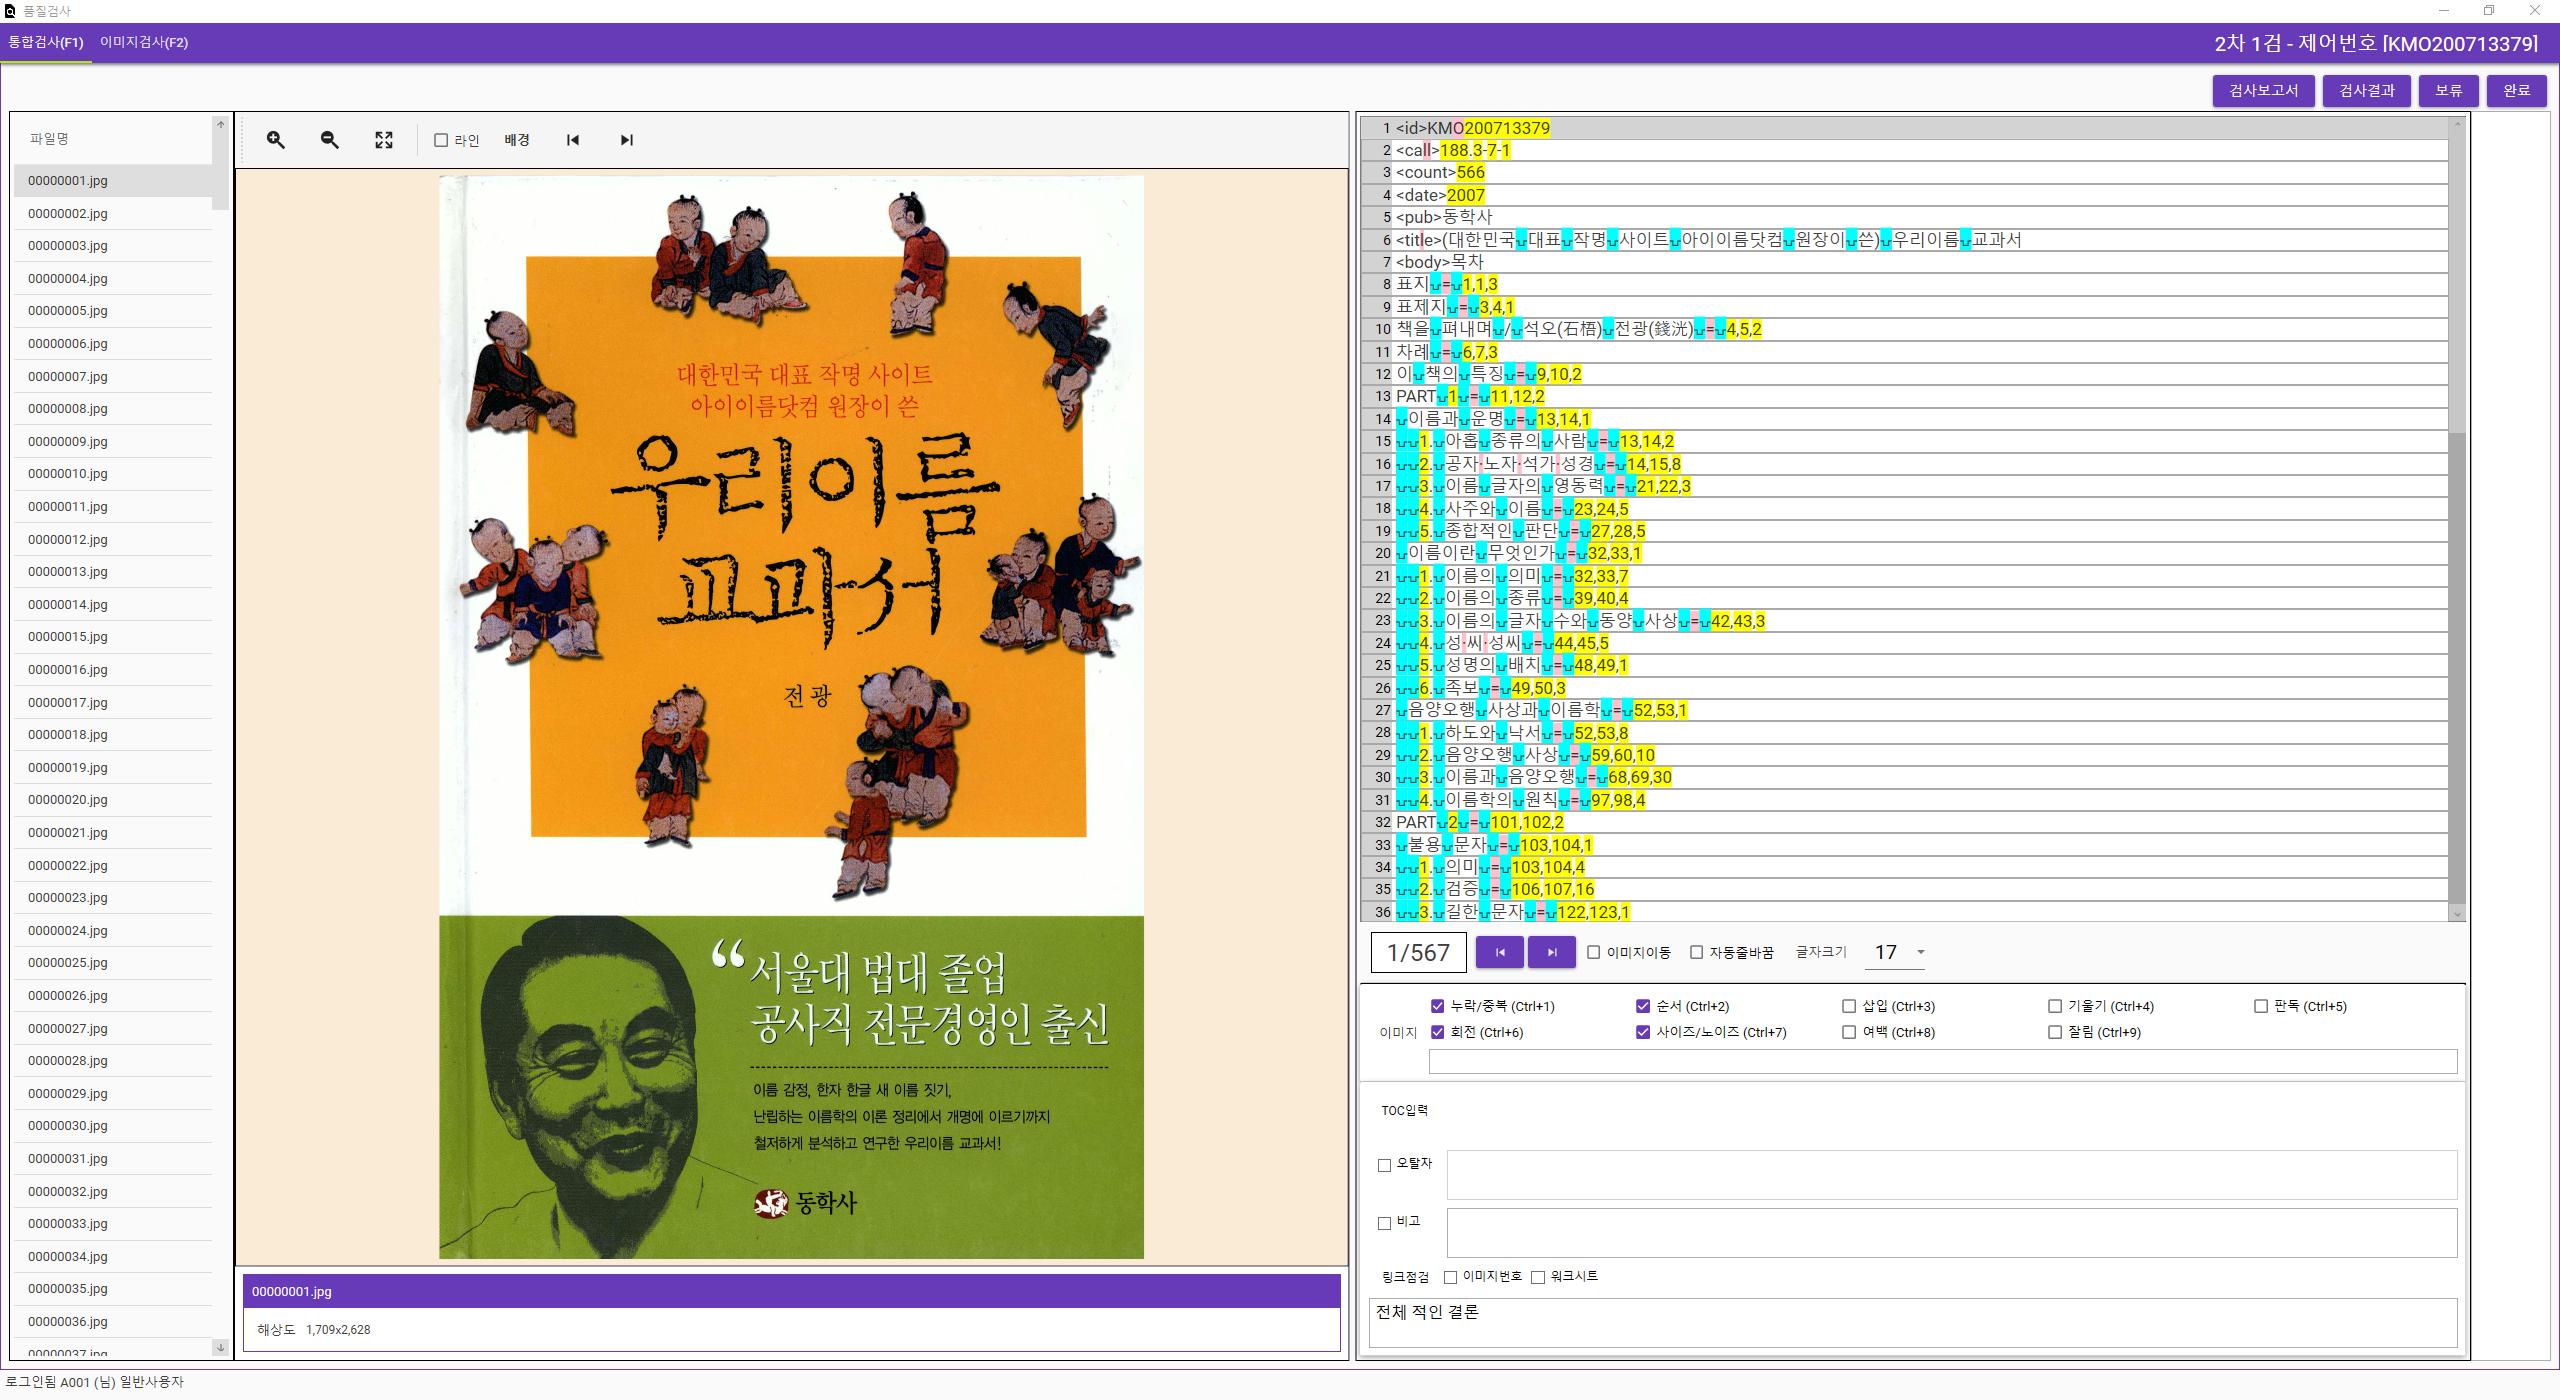 품질검사
통합검사(F1) 이미지검사(F2)
2차 1검 - 제어번호 [KMO200713379]
검사보고서 검사결과 보류 완료
파일명
00000001.jpg
00000002.jpg
00000003.jpg
00000004.jpg
00000005.jpg
00000006.jpg
00000007.jpg
00000008.jpg
00000009.jpg
00000010.jpg
00000011.jpg
00000012.jpg
00000013.jpg
00000014.jpg
00000015.jpg
00000016.jpg
00000017.jpg
00000018.jpg
00000019.jpg
00000020.jpg
00000021.jpg
00000022.jpg
00000023.jpg
00000024.jpg
00000025.jpg
00000026.jpg
00000027.jpg
00000028.jpg
00000029.jpg
00000030.jpg
00000031.jpg
00000032.jpg
00000033.jpg
00000034.jpg
00000035.jpg
00000036.jpg
00000037.jpg
라인 배경
대한민국 대표 작명 사이트
아이이름닷컴 원장이 쓴
우리이름
교과서
전 광
“서울대 법대 졸업
공사직 전문경영인 출신
이름 감정, 한자 한글 새 이름 짓기,
난립하는 이름학의 이론 정리에서 개명에 이르기까지
철저하게 분석하고 연구한 우리이름 교과서!
동학사
00000001.jpg
해상도 1,709x2,628
1 <id>KMO200713379
2 <call>188.3-7-1
3 <count>566
4 <date>2007
5 <pub>동학사
6 <title>(대한민국 대표 작명 사이트 아이이름닷컴 원장이 쓴) 우리이름 교과서
7 <body>목차
8 표지 = 1,1,3
9 표제지 = 3,4,1
10 책을 펴내며 / 석오(石悟) 전광(錢洸) = 4,5,2
11 차례 = 6,7,3
12 이 책의 특징 = 9,10,2
13 PART 1 = 11,12,2
14 이름과 운명 = 13,14,1
15 1. 아홉 종류의 사람 = 13,14,2
16 2. 공자·노자·석가·성경 = 14,15,8
17 3. 이름 글자의 영동력 = 21,22,3
18 4. 사주와 이름 = 23,24,5
19 5. 종합적인 판단 = 27,28,5
20 이름이란 무엇인가 = 32,33,1
21 1. 이름의 의미 = 32,33,7
22 2. 이름의 종류 = 39,40,4
23 3. 이름의 글자 수와 동양 사상 = 42,43,3
24 4. 성·씨·성씨 = 44,45,5
25 5. 성명의 배치 = 48,49,1
26 6. 족보 = 49,50,3
27 음양오행 사상과 이름학 = 52,53,1
28 1. 하도와 낙서 = 52,53,8
29 2. 음양오행 사상 = 59,60,10
30 3. 이름과 음양오행 = 68,69,30
31 4. 이름학의 원칙 = 97,98,4
32 PART 2 = 101,102,2
33 불용 문자 = 103,104,1
34 1. 의미 = 103,104,4
35 2. 검증 = 106,107,16
36 3. 길한 문자 = 122,123,1
1/567 이미지이동 자동줄바꿈 글자크기 17
이미지
누락/중복 (Ctrl+1) 순서 (Ctrl+2) 삽입 (Ctrl+3) 기울기 (Ctrl+4) 판독 (Ctrl+5)
회전 (Ctrl+6) 사이즈/노이즈 (Ctrl+7) 여백 (Ctrl+8) 잘림 (Ctrl+9)
TOC입력
오탈자
비고
링크점검 이미지번호 워크시트
전체 적인 결론
로그인됨 A001 (님) 일반사용자